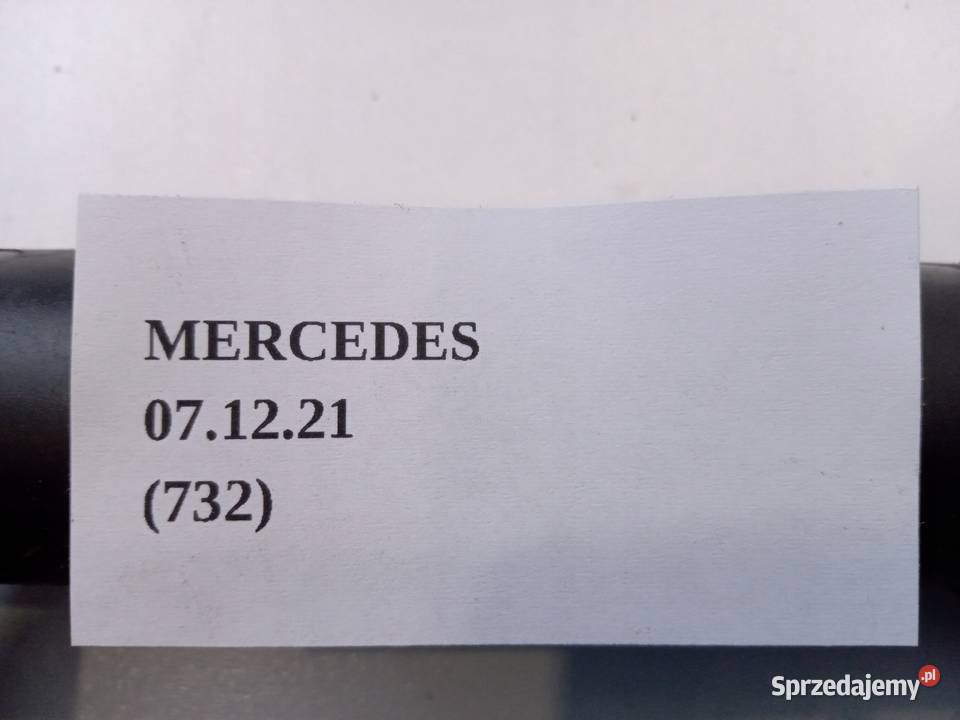 MERCEDES
07.12.21
(732)
Sprzedajemy.pl